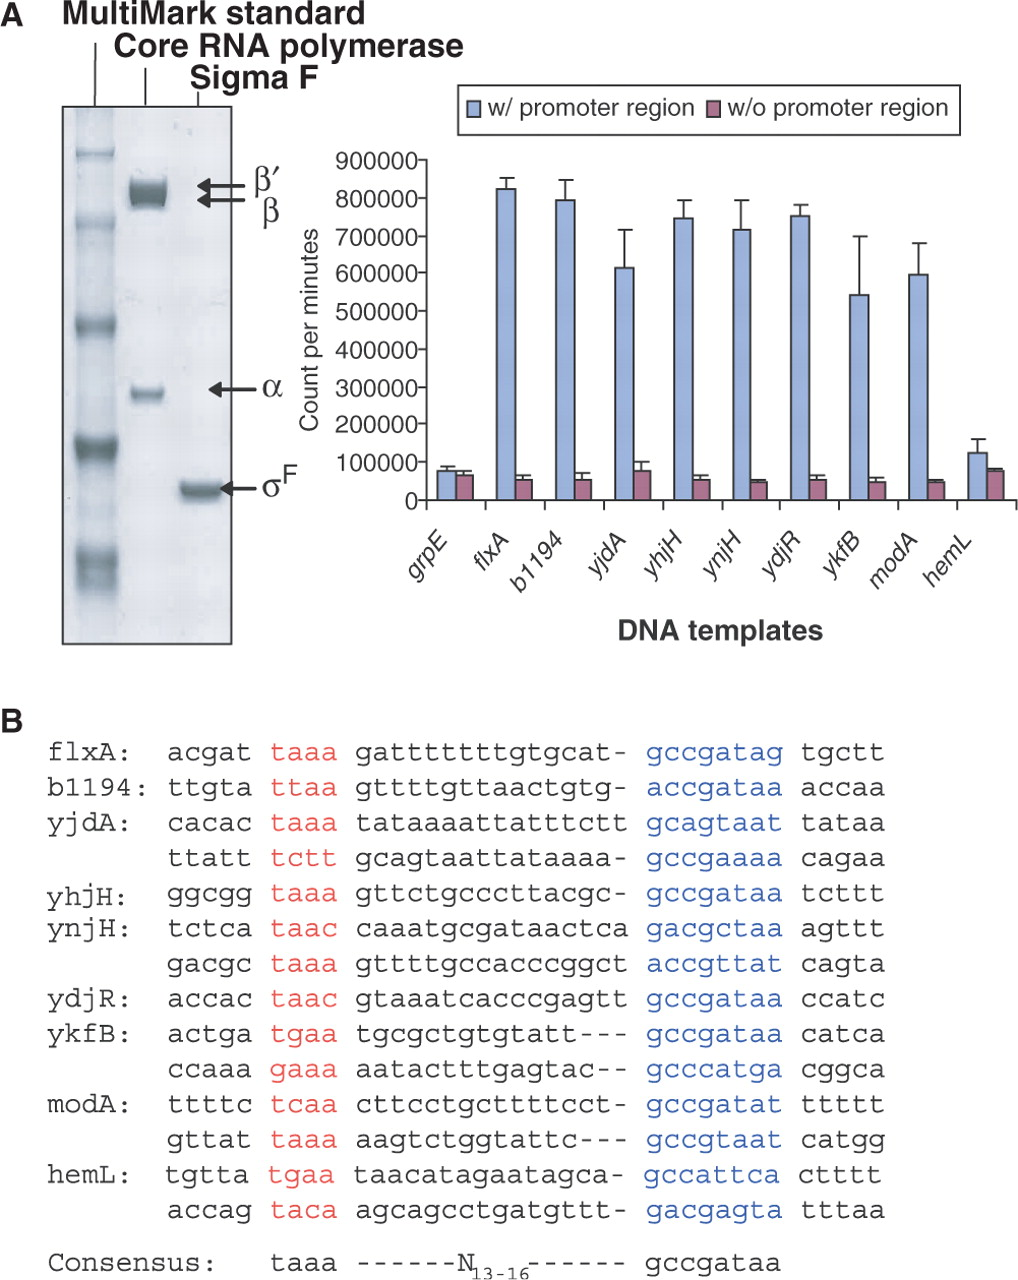 A
MultiMark standard
Core RNA polymerase
Sigma F
β′
β
α
σF
w/ promoter region
w/o promoter region
Count per minutes
900000
800000
700000
600000
500000
400000
300000
200000
100000
0
grpE
flxA
b1194
yjdA
yhjH
ynjH
ydjR
ykfB
modA
hemL
DNA templates
B
flxA: acgat taaa gatttttttgtgcat- gccgatag tgctt
b1194: ttgta ttaa gttttgttaactgtg- accgataa accaa
yjdA: cacac taaa tataaaattatttctt gcagtaat tataa
ttatt tctt gcagtaattataaaa- gccgaaaa cagaa
yhjH: ggcgg taaa gttctgcccttacgc- gccgataa tcttt
ynjH: tctca taac caaatgcgataactca gacgctaa agttt
gacgc taaa gttttgccacccggct accgttat cagta
ydjR: accac taac gtaaatcacccgagtt gccgataa ccatc
ykfB: actga tgaa tgcgctgtgtatt--- gccgataa catca
ccaaa gaaa aatactttgagtac-- gcccatga cggca
modA: ttttc tcaa cttcctgcttttcct- gccgatat ttttt
gttat taaa aagtctggtattc--- gccgtaat catgg
hemL: tgtta tgaa taacatagaatagca- gccattca ctttt
accag taca agcagcctgatgttt- gacgagta tttaa
Consensus: taaa ------N13-16------ gccgataa